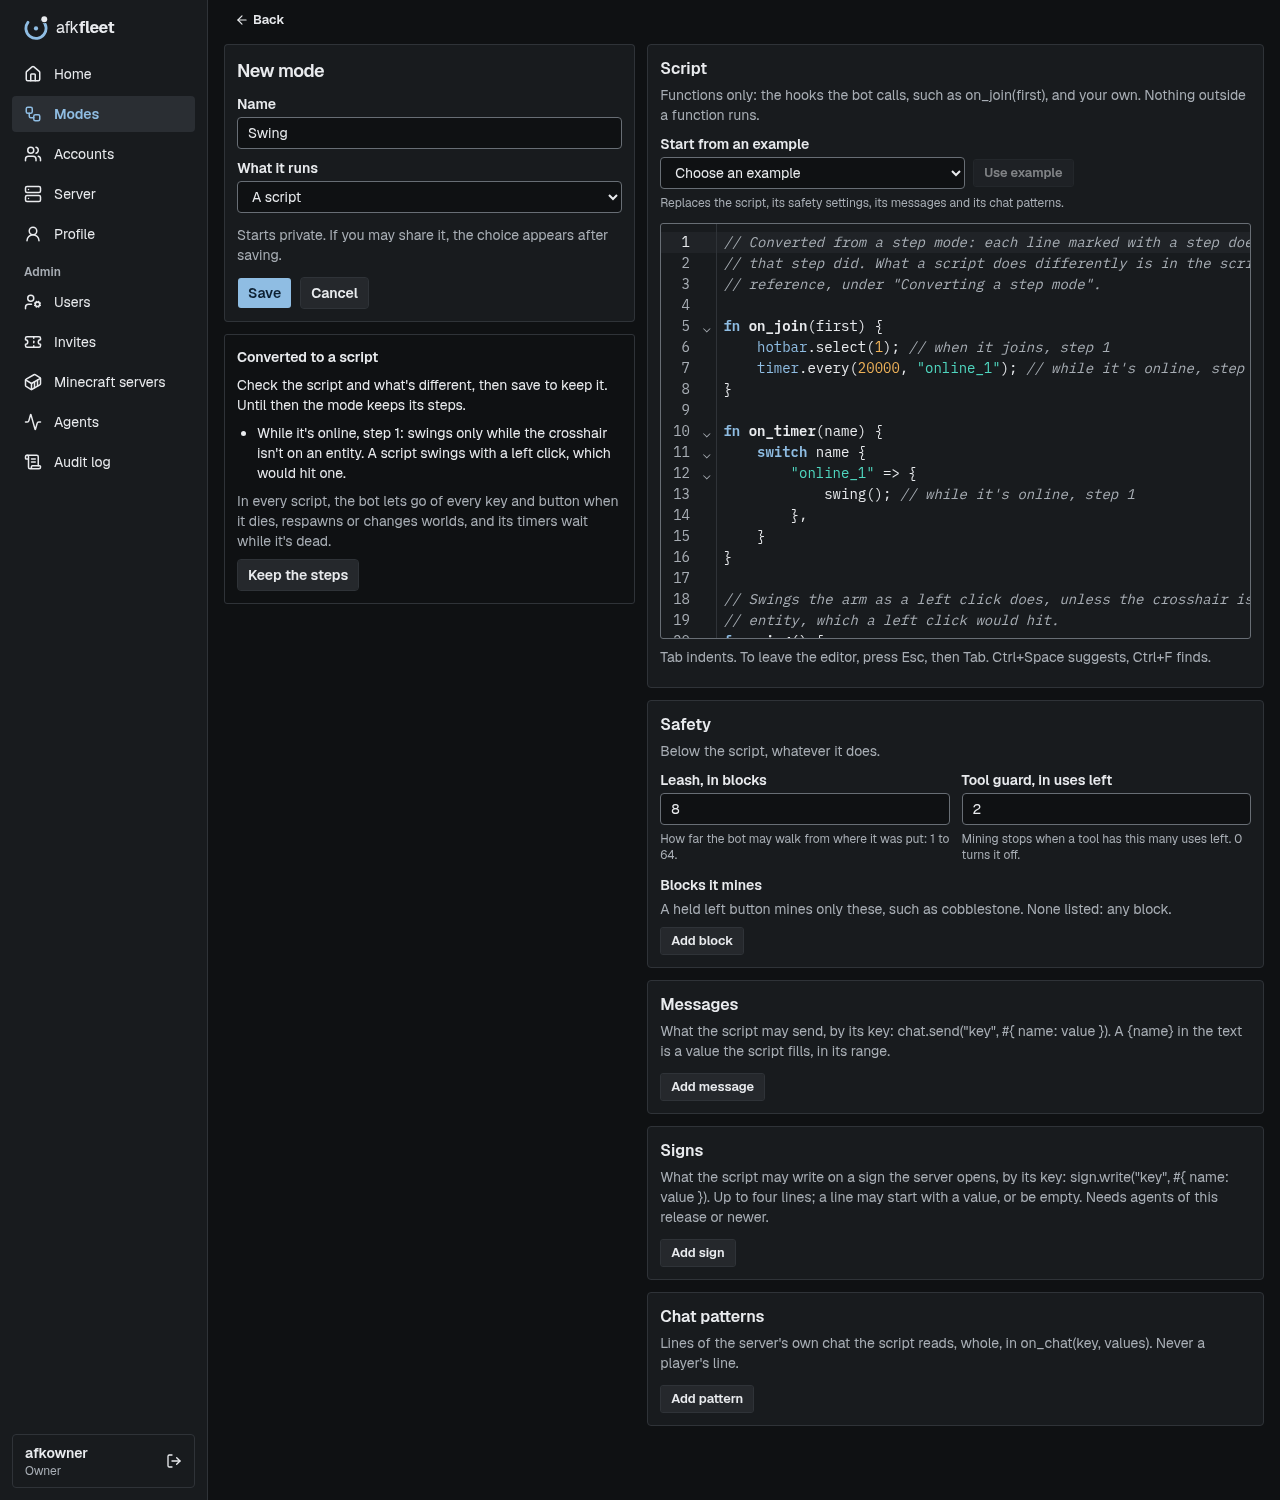 afkfleet
Home
Modes
Accounts
Server
Profile
Admin
Users
Invites
Minecraft servers
Agents
Audit log
afkowner
Owner
Back
New mode
Name
Swing
What it runs
A script
Starts private. If you may share it, the choice appears after
saving.
Save
Cancel
Converted to a script
Check the script and what's different, then save to keep it.
Until then the mode keeps its steps.
While it's online, step 1: swings only while the crosshair
isn't on an entity. A script swings with a left click, which
would hit one.
In every script, the bot lets go of every key and button when
it dies, respawns or changes worlds, and its timers wait
while it's dead.
Keep the steps
Script
Functions only: the hooks the bot calls, such as on_join(first), and your own. Nothing outside
a function runs.
Start from an example
Choose an example
Use example
Replaces the script, its safety settings, its messages and its chat patterns.
1 // Converted from a step mode: each line marked with a step doe
2 // that step did. What a script does differently is in the scri
3 // reference, under "Converting a step mode".
4
5 fn on_join(first) {
6 hotbar.select(1); // when it joins, step 1
7 timer.every(20000, "online_1"); // while it's online, step
8 }
9
10 fn on_timer(name) {
11 switch name {
12 "online_1" => {
13 swing(); // while it's online, step 1
14 },
15 }
16 }
17
18 // Swings the arm as a left click does, unless the crosshair is
19 // entity, which a left click would hit.
Tab indents. To leave the editor, press Esc, then Tab. Ctrl+Space suggests, Ctrl+F finds.
Safety
Below the script, whatever it does.
Leash, in blocks
8
How far the bot may walk from where it was put: 1 to
64.
Tool guard, in uses left
2
Mining stops when a tool has this many uses left. 0
turns it off.
Blocks it mines
A held left button mines only these, such as cobblestone. None listed: any block.
Add block
Messages
What the script may send, by its key: chat.send("key", #{ name: value }). A {name} in the text
is a value the script fills, in its range.
Add message
Signs
What the script may write on a sign the server opens, by its key: sign.write("key", #{ name:
value }). Up to four lines; a line may start with a value, or be empty. Needs agents of this
release or newer.
Add sign
Chat patterns
Lines of the server's own chat the script reads, whole, in on_chat(key, values). Never a
player's line.
Add pattern